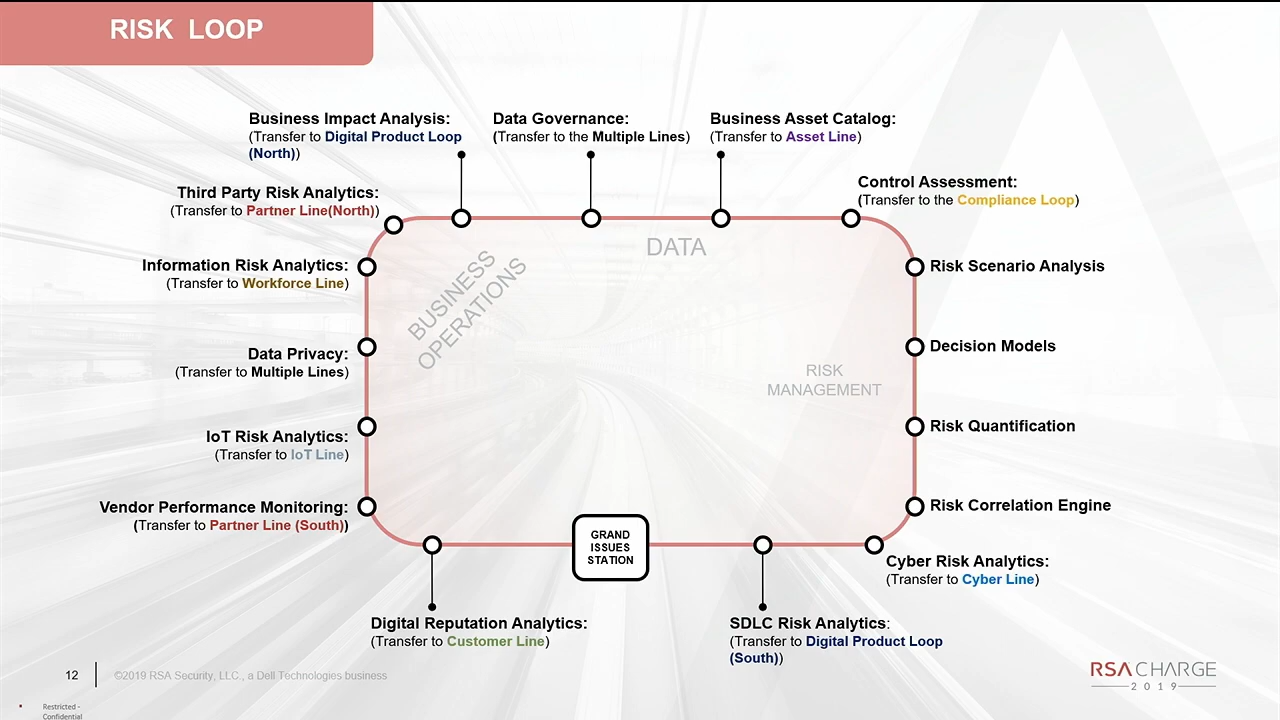 RISK LOOP
Business Impact Analysis:
(Transfer to Digital Product Loop
(North))
Data Governance:
(Transfer to the Multiple Lines)
Business Asset Catalog:
(Transfer to Asset Line)
Third Party Risk Analytics:
(Transfer to Partner Line(North))
Control Assessment:
(Transfer to the Compliance Loop)
DATA
BUSINESS
OPERATIONS
Information Risk Analytics:
(Transfer to Workforce Line)
Risk Scenario Analysis
Data Privacy:
(Transfer to Multiple Lines)
Decision Models
RISK
MANAGEMENT
IoT Risk Analytics:
(Transfer to IoT Line)
Risk Quantification
Vendor Performance Monitoring:
(Transfer to Partner Line (South))
Risk Correlation Engine
GRAND
ISSUES
STATION
Cyber Risk Analytics:
(Transfer to Cyber Line)
Digital Reputation Analytics:
(Transfer to Customer Line)
SDLC Risk Analytics:
(Transfer to Digital Product Loop
(South))
12
©2019 RSA Security, LLC., a Dell Technologies business
RSA CHARGE
2019
Restricted -
Confidential